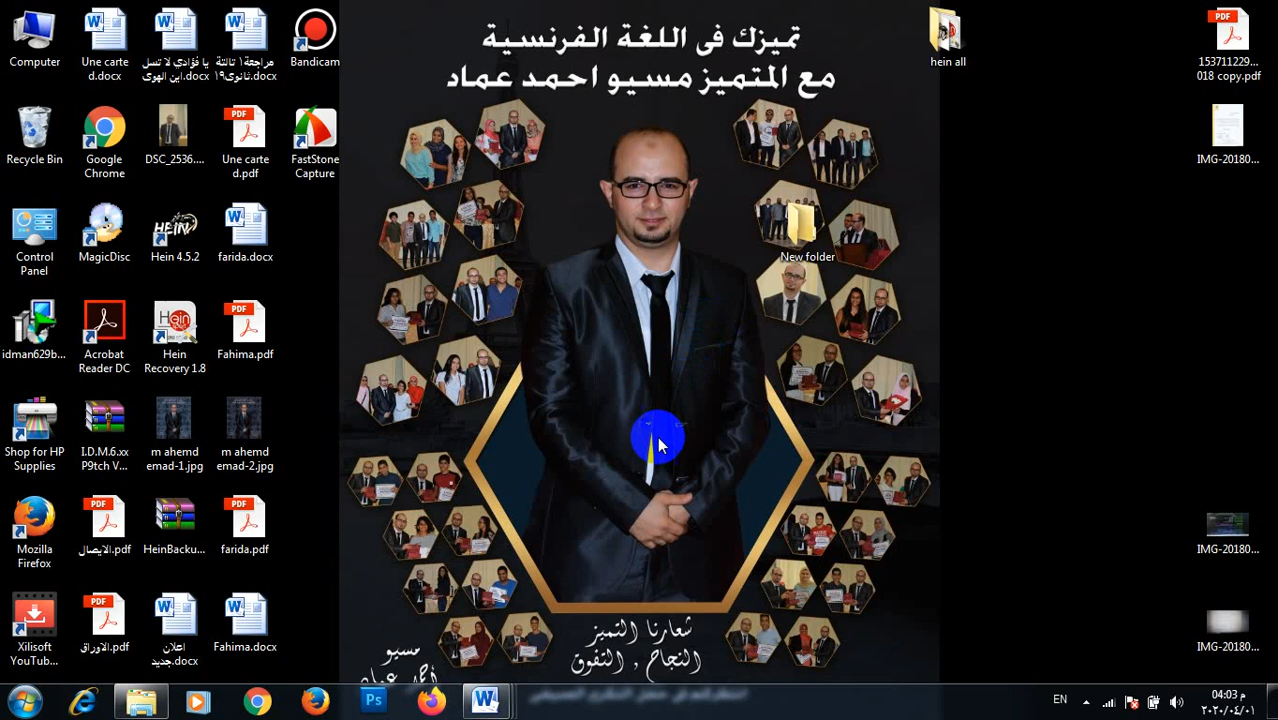 تميزك فى اللغة الفرنسية
مع المتميز مسيو احمد عماد
شعارنا التميز
النجاح , التفوق
مسيو
Computer
Une carte d.docx
يا فؤادي لا تسل اين الهوى.docx
مراجعة١ تالتة ثانوى١٩.docx
Bandicam
hein all
153711229... 018 copy.pdf
Recycle Bin
Google Chrome
DSC_2536....
Une carte d.pdf
FastStone Capture
IMG-20180...
Control Panel
MagicDisc
Hein 4.5.2
farida.docx
New folder
idman629b...
Acrobat Reader DC
Hein Recovery 1.8
Fahima.pdf
Shop for HP Supplies
I.D.M.6.xx P9tch V...
m ahemd emad-1.jpg
m ahemd emad-2.jpg
Mozilla Firefox
الايصال.pdf
HeinBacku...
farida.pdf
IMG-20180...
Xilisoft YouTub...
الاوراق.pdf
اعلان جديد.docx
Fahima.docx
IMG-20180...
EN
04:03 م
٢٠٢٠/٠٤/٠١